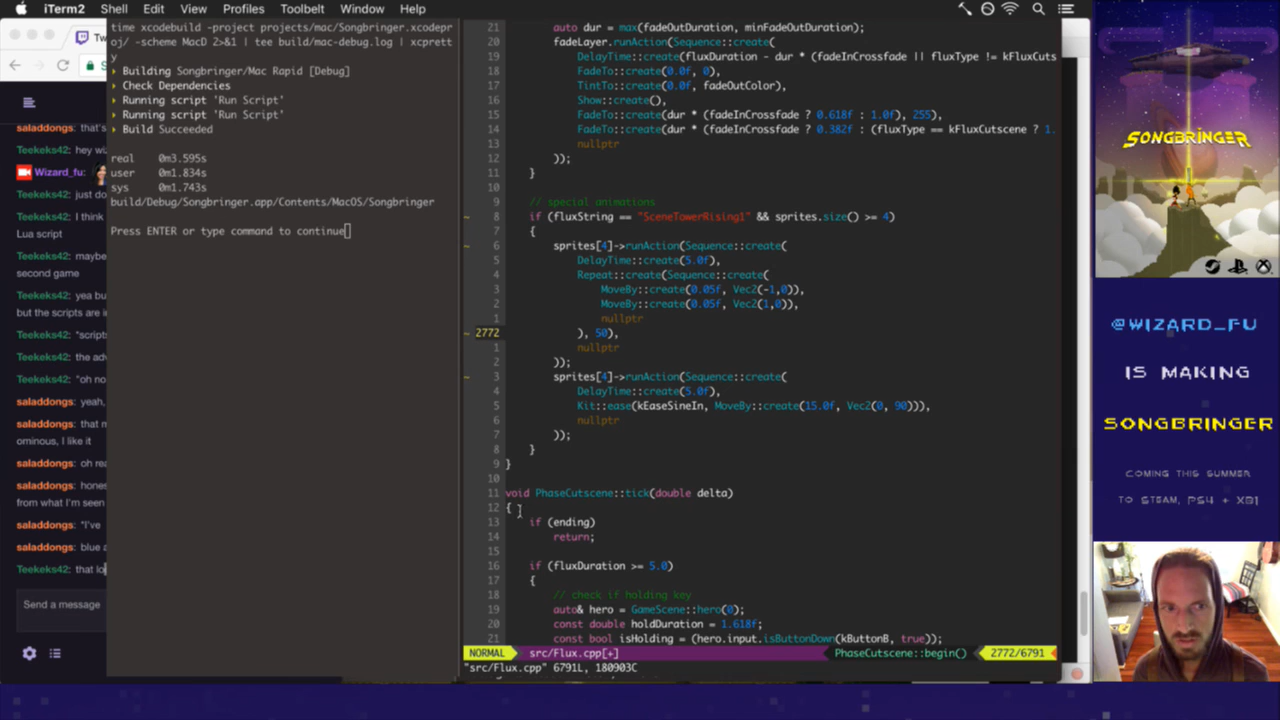 iTerm2 Shell Edit View Profiles Toolbelt Window Help
time xcodebuild -project projects/mac/Songbringer.xcodep
roj/ -scheme MacD 2>&1 | tee build/mac-debug.log | xcprett
y
Building Songbringer/Mac Rapid [Debug]
Check Dependencies
Running script 'Run Script'
Running script 'Run Script'
Build Succeeded
real 0m3.595s
user 0m1.834s
sys 0m1.743s
build/Debug/Songbringer.app/Contents/MacOS/Songbringer
Press ENTER or type command to continue
Tw
S
saladdongs: that's
Teekeks42: hey wi
Wizard_fu:
Teekeks42: just do
Teekeks42: I think
Lua script
Teekeks42: maybe
second game
Teekeks42: yea bu
but the scripts are i
Teekeks42: "scripts
Teekeks42: the adv
Teekeks42: "oh no
saladdongs: yeah,
saladdongs: that m
ominous, I like it
saladdongs: oh rea
saladdongs: hones
from what I'm seen
saladdongs: "I've
saladdongs: blue a
Teekeks42: that lo
Send a message
21 auto dur = max(fadeOutDuration, minFadeOutDuration);
20 fadeLayer.runAction(Sequence::create(
19 DelayTime::create(fluxDuration - dur * (fadeInCrossfade || fluxType != kFluxCuts
18 FadeTo::create(0.0f, 0),
17 TintTo::create(0.0f, fadeOutColor),
16 Show::create(),
15 FadeTo::create(dur * (fadeInCrossfade ? 0.618f : 1.0f), 255),
14 FadeTo::create(dur * (fadeInCrossfade ? 0.382f : (fluxType == kFluxCutscene ? 1.
13 nullptr
12 ));
11 }
10
9 // special animations
8 if (fluxString == "SceneTowerRising1" && sprites.size() >= 4)
7 {
6 sprites[4]->runAction(Sequence::create(
5 DelayTime::create(5.0f),
4 Repeat::create(Sequence::create(
3 MoveBy::create(0.05f, Vec2(-1,0)),
2 MoveBy::create(0.05f, Vec2(1,0)),
1 nullptr
~ 2772 ), 50),
1 nullptr
2 ));
3 sprites[4]->runAction(Sequence::create(
4 DelayTime::create(5.0f),
5 Kit::ease(kEaseSineIn, MoveBy::create(15.0f, Vec2(0, 90))),
6 nullptr
7 ));
8 }
9 }
10
11 void PhaseCutscene::tick(double delta)
12 {
13 if (ending)
14 return;
15
16 if (fluxDuration >= 5.0)
17 {
18 // check if holding key
19 auto& hero = GameScene::hero(0);
20 const double holdDuration = 1.618f;
21 const bool isHolding = (hero.input.isButtonDown(kButtonB, true));
NORMAL src/Flux.cpp[+] PhaseCutscene::begin() 2772/6791
"src/Flux.cpp" 6791L, 180903C
SONGBRINGER
@WIZARD_FU
IS MAKING
SONGBRINGER
COMING THIS SUMMER
TO STEAM, PS4 + XB1